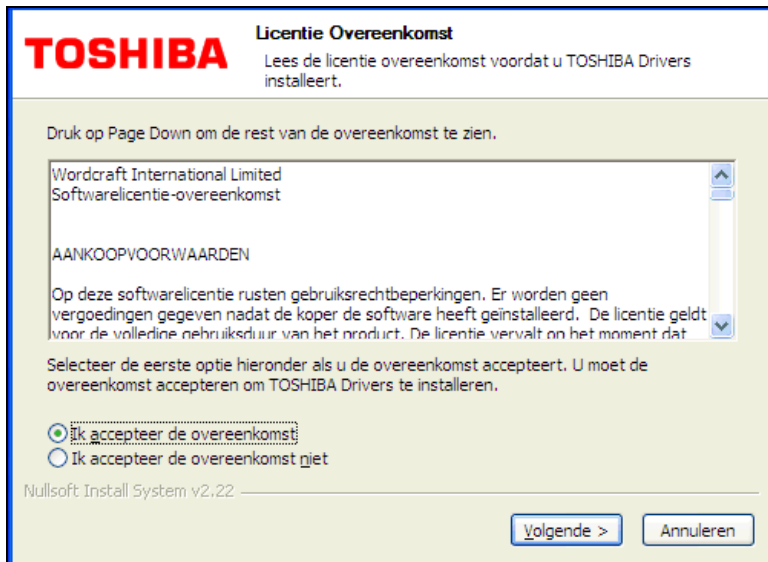 TOSHIBA
Licentie Overeenkomst
Lees de licentie overeenkomst voordat u TOSHIBA Drivers
installeert.
Druk op Page Down om de rest van de overeenkomst te zien.
Wordcraft International Limited
Softwarelicentie-overeenkomst
AANKOOPVOORWAARDEN
Op deze softwarelicentie rusten gebruiksrechtbeperkingen. Er worden geen
vergoedingen gegeven nadat de koper de software heeft geïnstalleerd.  De licentie geldt
voor de volledige gebruiksduur van het product. De licentie vervalt op het moment dat
Selecteer de eerste optie hieronder als u de overeenkomst accepteert. U moet de
overeenkomst accepteren om TOSHIBA Drivers te installeren.
Ik accepteer de overeenkomst
Ik accepteer de overeenkomst niet
Nullsoft Install System v2.22
Volgende >
Annuleren